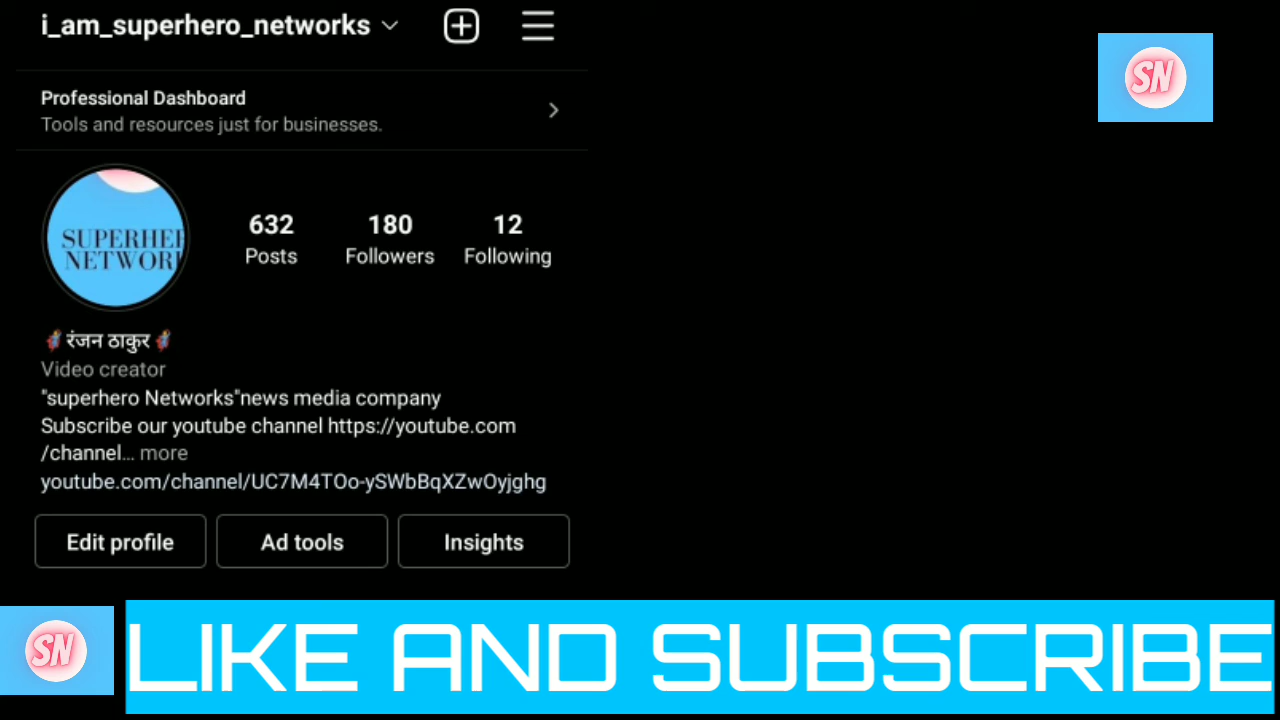 i_am_superhero_networks
SN
Professional Dashboard
Tools and resources just for businesses.
SUPERHE
NETWOR
632 180 12
Posts Followers Following
रंजन ठाकुर
Video creator
"superhero Networks"news media company
Subscribe our youtube channel https://youtube.com
/channel... more
youtube.com/channel/UC7M4TOo-ySWbBqXZwOyjghg
Edit profile Ad tools Insights
SN LIKE AND SUBSCRIBE